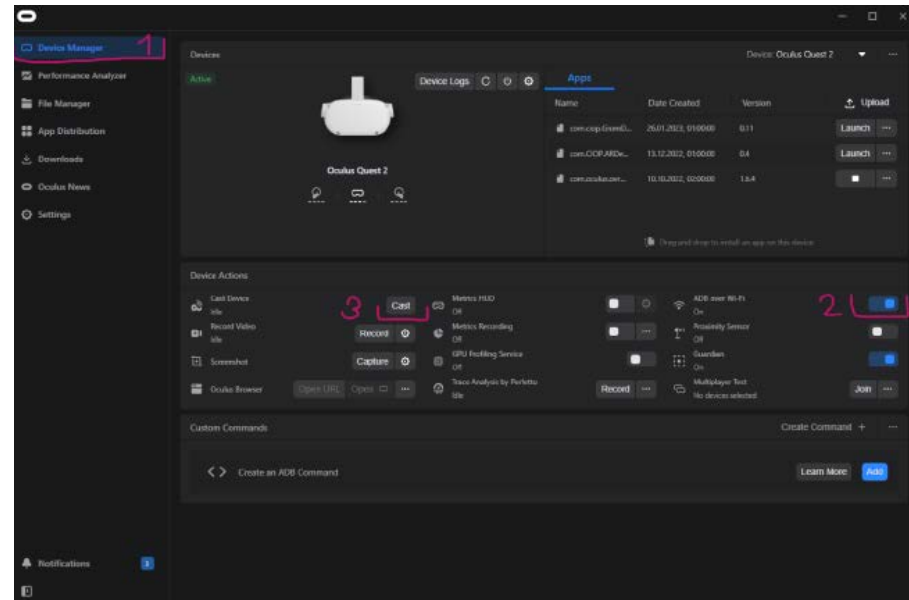 Device Manager 1
Performance Analyzer
File Manager
App Distribution
Downloads
Oculus News
Settings
Notifications 3
Devices
Device: Oculus Quest 2
Active
Device Logs
Oculus Quest 2
Apps
Name Date Created Version Upload
26.01.2023, 01:00:00 0.11 Launch
13.12.2022, 01:00:00 0.4 Launch
10.10.2022, 02:00:00
Drag and drop to install an app on this device
Device Actions
Cast Device
Idle
3 Cast
Record Video
Idle
Record
Screenshot Capture
Oculus Browser Open URL Open
Metrics HUD
Off
Metrics Recording
Off
GPU Profiling Service
Off
Trace Analysis by Perfetto
Idle
Record
ADB over Wi-Fi
On
2
Proximity Sensor
Off
Guardian
On
Multiplayer Test
No devices selected
Join
Custom Commands
Create Command +
Create an ADB Command
Learn More Add